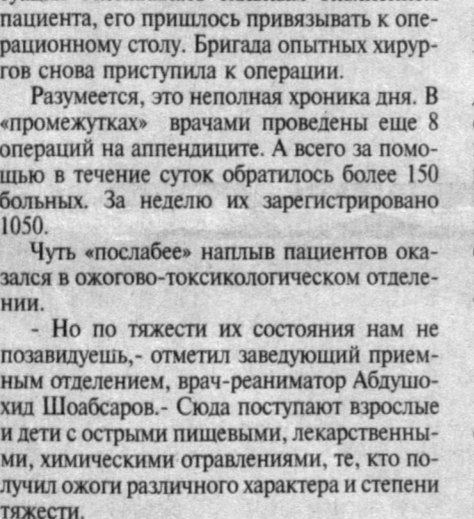 пациента, его пришлось привязывать к опе-
рационному столу. Бригада опытных хирур-
гов снова приступила к операции.
Разумеется, это неполная хроника дня. В
«промежутках» врачами проведены еще 8
операций на аппендиците. А всего за помо-
щью в течение суток обратилось более 150
больных. За неделю их зарегистрировано
1050.
Чуть «послабее» наплыв пациентов ока-
зался в ожогово-токсикологическом отделе-
нии.
- Но по тяжести их состояния нам не
позавидуешь,- отметил заведующий прием-
ным отделением, врач-реаниматор Абдушо-
хид Шоабсаров.- Сюда поступают взрослые
и дети с острыми пищевыми, лекарственны-
ми, химическими отравлениями, те, кто по-
лучил ожоги различного характера и степени
тяжести.